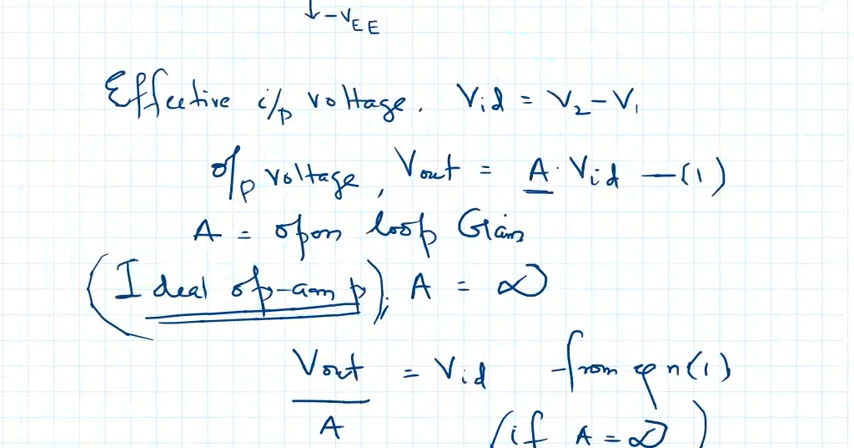 ↓ -VEE
Effective i/p voltage. Vid = V2 - V1
o/p voltage, Vout = A · Vid —(1)
A = open loop Gain
(Ideal op-amp); A = ∞
Vout/A = Vid from eqn(1)
(if A = ∞)